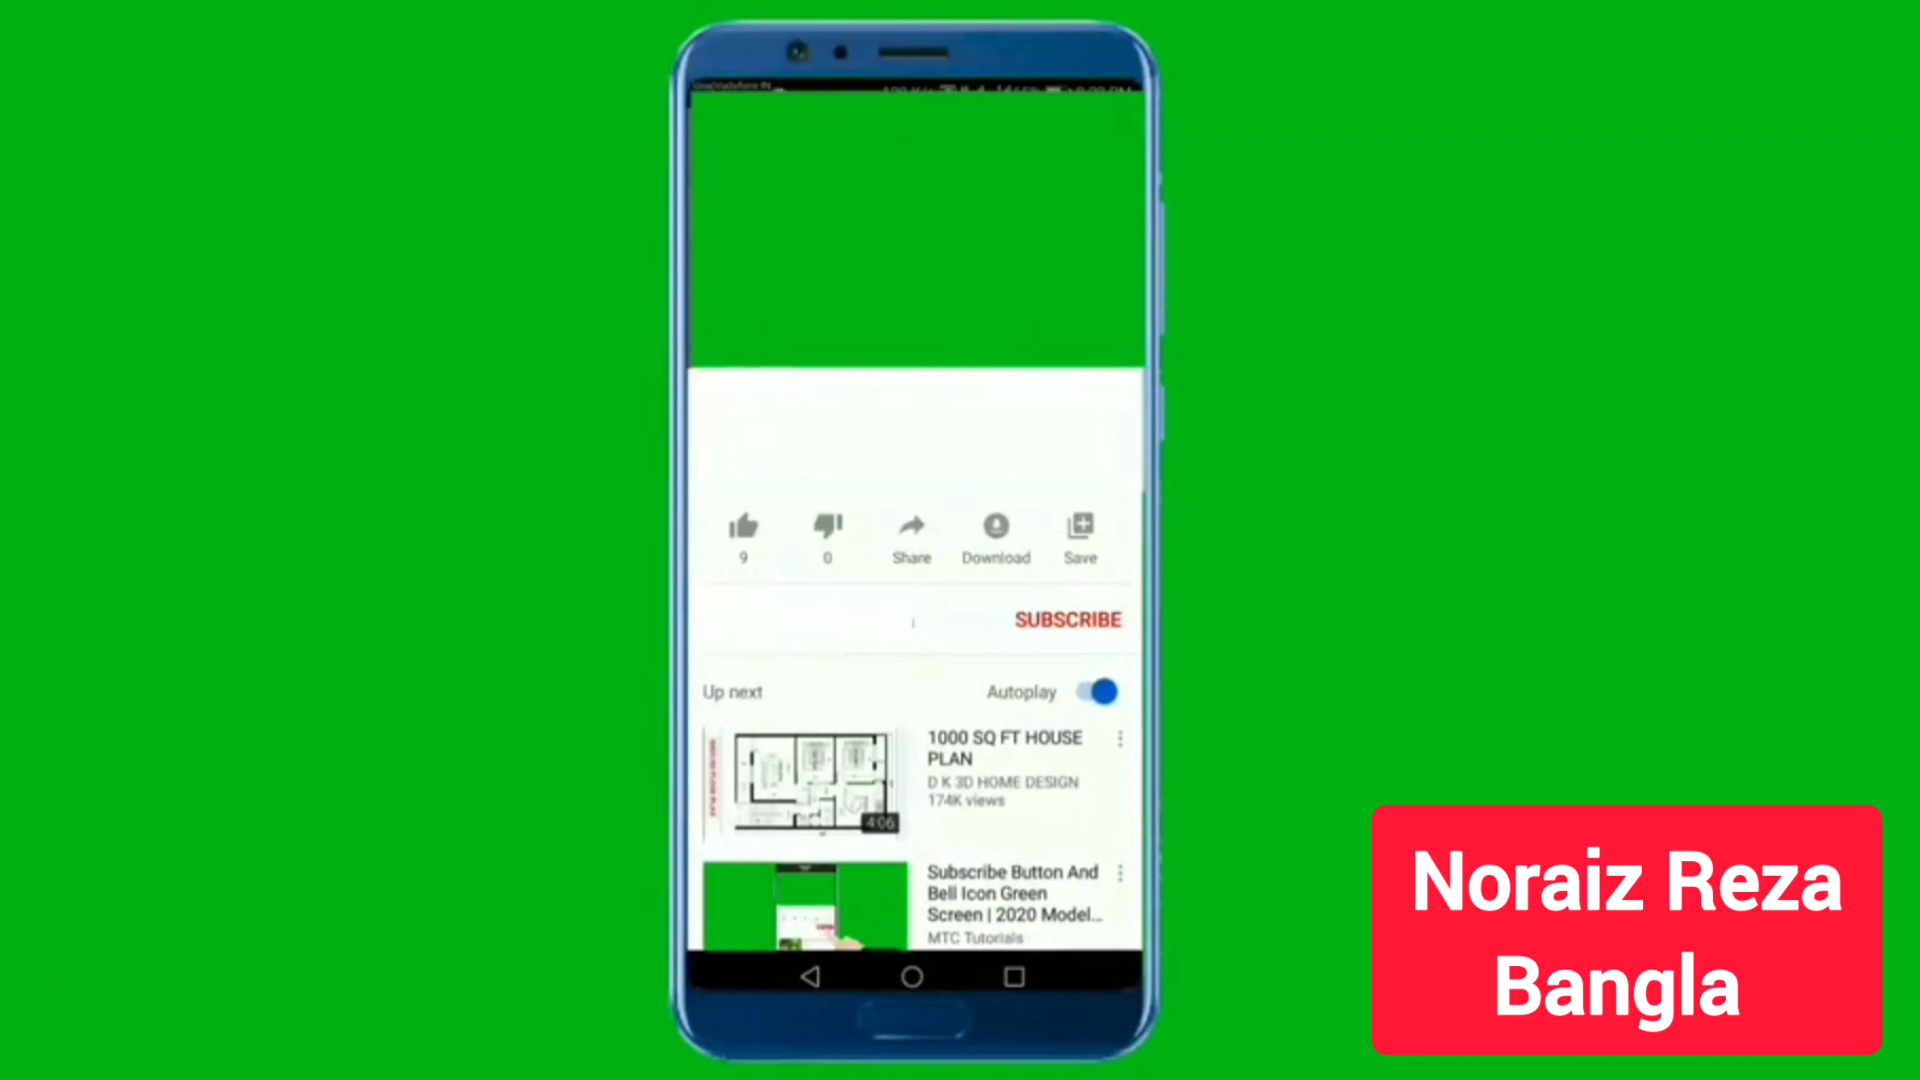 9
0
Share
Download
Save
SUBSCRIBE
Up next
Autoplay
1000 SQ FT HOUSE
PLAN
D K 3D HOME DESIGN
174K views
4:06
Subscribe Button And
Bell Icon Green
Screen | 2020 Model...
MTC Tutorials
Noraiz Reza
Bangla